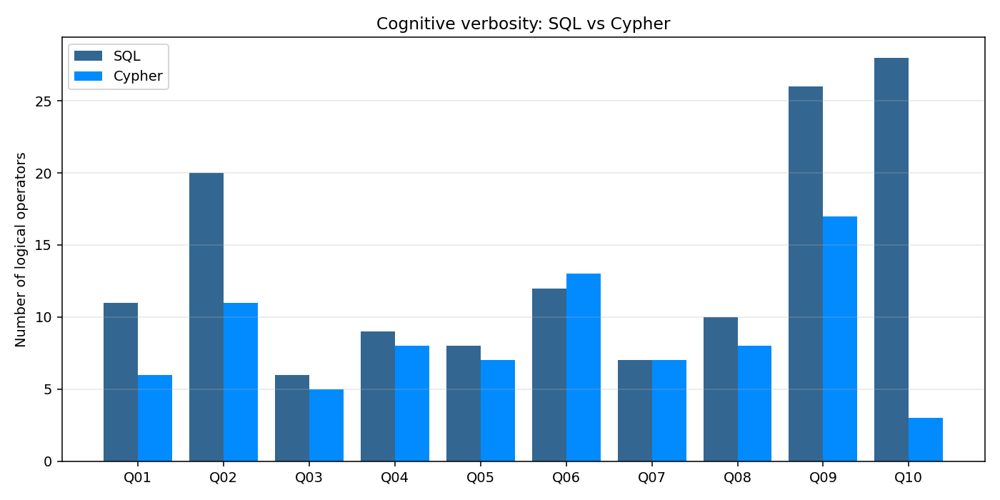 Cognitive verbosity: SQL vs Cypher
SQL
Cypher
Number of logical operators
25
20
15
10
5
0
Q01 Q02 Q03 Q04 Q05 Q06 Q07 Q08 Q09 Q10